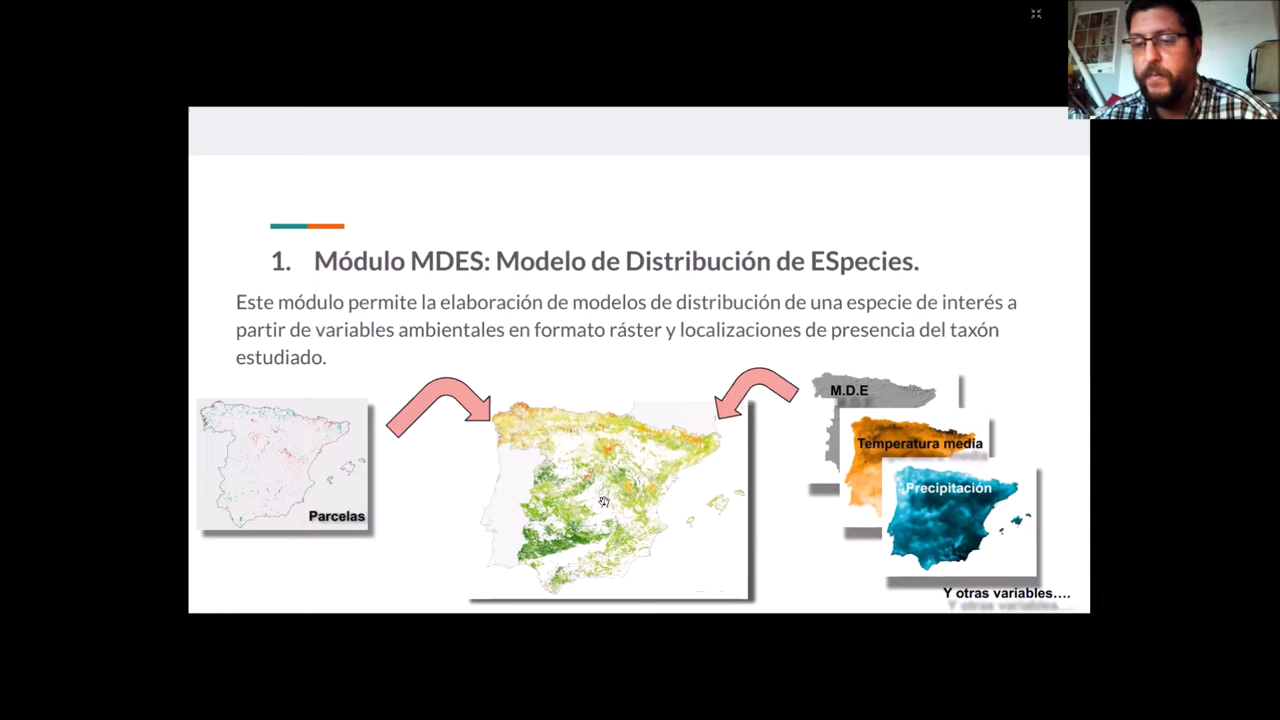 1. Módulo MDES: Modelo de Distribución de ESpecies.
Este módulo permite la elaboración de modelos de distribución de una especie de interés a
partir de variables ambientales en formato ráster y localizaciones de presencia del taxón
estudiado.
Parcelas
M.D.E
Temperatura media
Precipitación
Y otras variables....